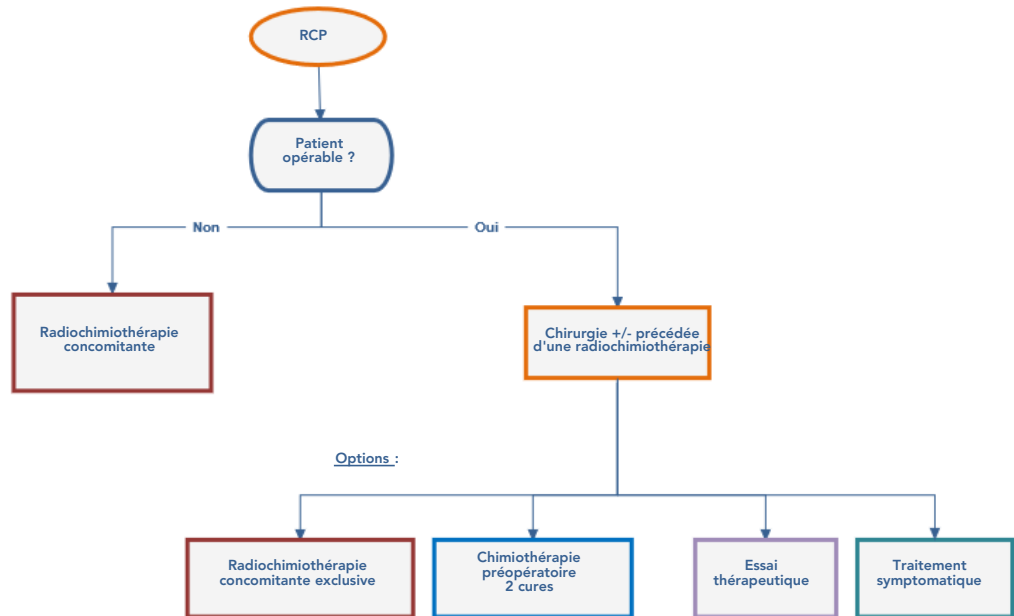 RCP
Patient
opérable ?
Non
Oui
Radiochimiothérapie
concomitante
Chirurgie +/- précédée
d'une radiochimiothérapie
Options :
Radiochimiothérapie
concomitante exclusive
Chimiothérapie
préopératoire
2 cures
Essai
thérapeutique
Traitement
symptomatique